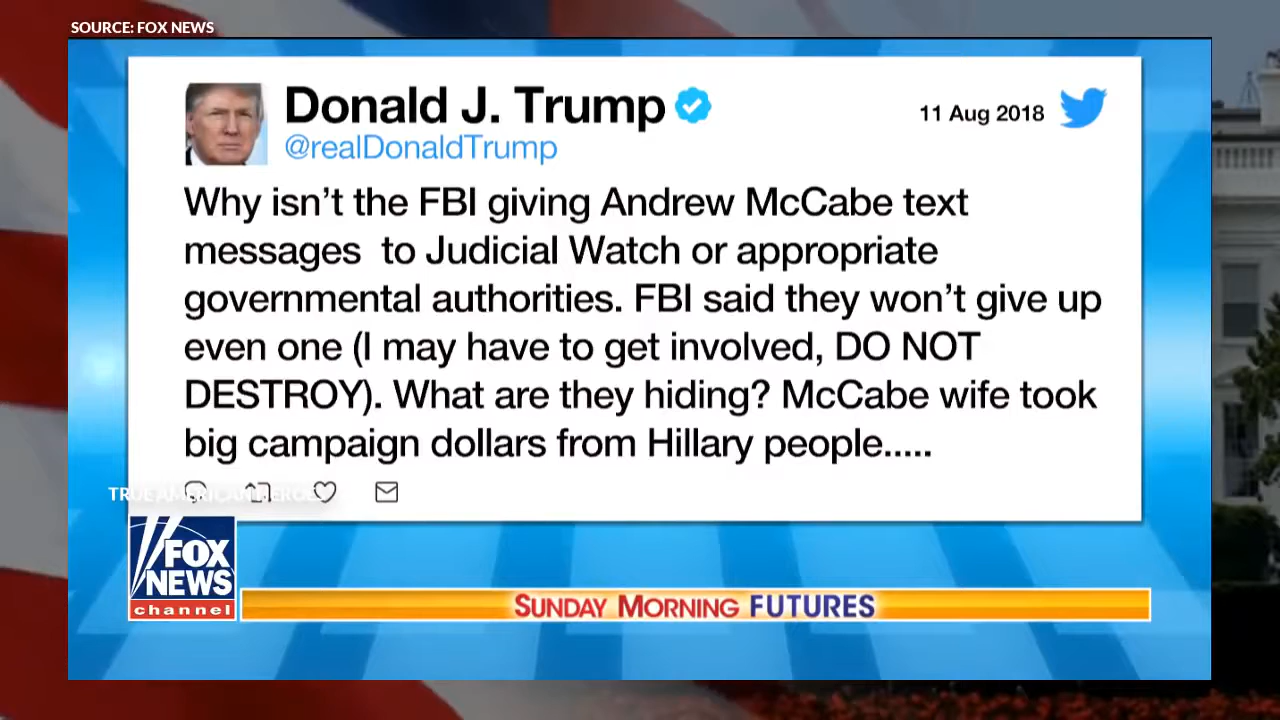 SOURCE: FOX NEWS
Donald J. Trump
11 Aug 2018
@realDonaldTrump
Why isn't the FBI giving Andrew McCabe text
messages  to Judicial Watch or appropriate
governmental authorities. FBI said they won't give up
even one (I may have to get involved, DO NOT
DESTROY). What are they hiding? McCabe wife took
big campaign dollars from Hillary people.....
TRUE AMERICAN HEROES
FOX
NEWS
channel
SUNDAY MORNING FUTURES